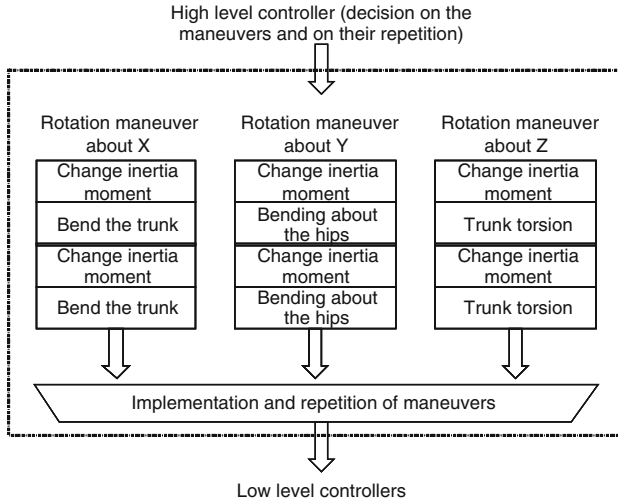 High level controller (decision on the
maneuvers and on their repetition)
Rotation maneuver
about X
Change inertia
moment
Bend the trunk
Change inertia
moment
Bend the trunk
Rotation maneuver
about Y
Change inertia
moment
Bending about
the hips
Change inertia
moment
Bending about
the hips
Rotation maneuver
about Z
Change inertia
moment
Trunk torsion
Change inertia
moment
Trunk torsion
Implementation and repetition of maneuvers
Low level controllers